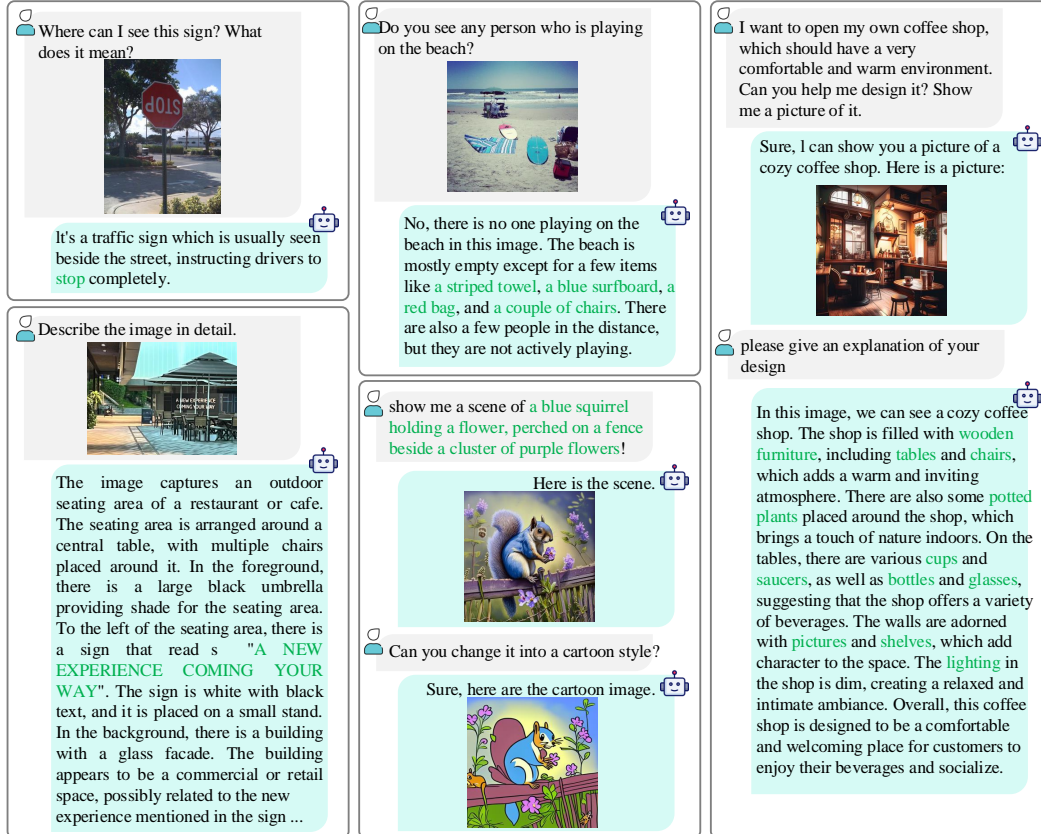 Where can I see this sign? What
does it mean?
STOP
It's a traffic sign which is usually seen
beside the street, instructing drivers to
stop completely.
Describe the image in detail.
A NEW EXPERIENCE
COMING YOUR WAY
The image captures an outdoor
seating area of a restaurant or cafe.
The seating area is arranged around a
central table, with multiple chairs
placed around it. In the foreground,
there is a large black umbrella
providing shade for the seating area.
To the left of the seating area, there is
a sign that read s "A NEW
EXPERIENCE COMING YOUR
WAY". The sign is white with black
text, and it is placed on a small stand.
In the background, there is a building
with a glass facade. The building
appears to be a commercial or retail
space, possibly related to the new
experience mentioned in the sign ...
Do you see any person who is playing
on the beach?
No, there is no one playing on the
beach in this image. The beach is
mostly empty except for a few items
like a striped towel, a blue surfboard, a
red bag, and a couple of chairs. There
are also a few people in the distance,
but they are not actively playing.
show me a scene of a blue squirrel
holding a flower, perched on a fence
beside a cluster of purple flowers!
Here is the scene.
Can you change it into a cartoon style?
Sure, here are the cartoon image.
I want to open my own coffee shop,
which should have a very
comfortable and warm environment.
Can you help me design it? Show
me a picture of it.
Sure, l can show you a picture of a
cozy coffee shop. Here is a picture:
please give an explanation of your
design
In this image, we can see a cozy coffee
shop. The shop is filled with wooden
furniture, including tables and chairs,
which adds a warm and inviting
atmosphere. There are also some potted
plants placed around the shop, which
brings a touch of nature indoors. On the
tables, there are various cups and
saucers, as well as bottles and glasses,
suggesting that the shop offers a variety
of beverages. The walls are adorned
with pictures and shelves, which add
character to the space. The lighting in
the shop is dim, creating a relaxed and
intimate ambiance. Overall, this coffee
shop is designed to be a comfortable
and welcoming place for customers to
enjoy their beverages and socialize.